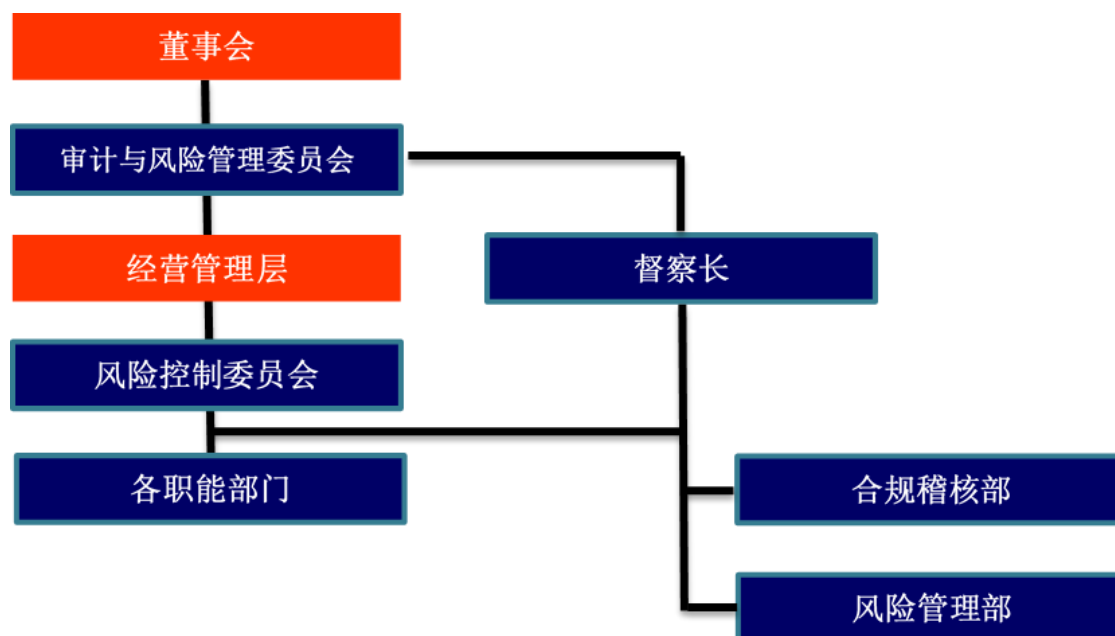 董事会
审计与风险管理委员会
经营管理层
督察长
风险控制委员会
各职能部门
合规稽核部
风险管理部